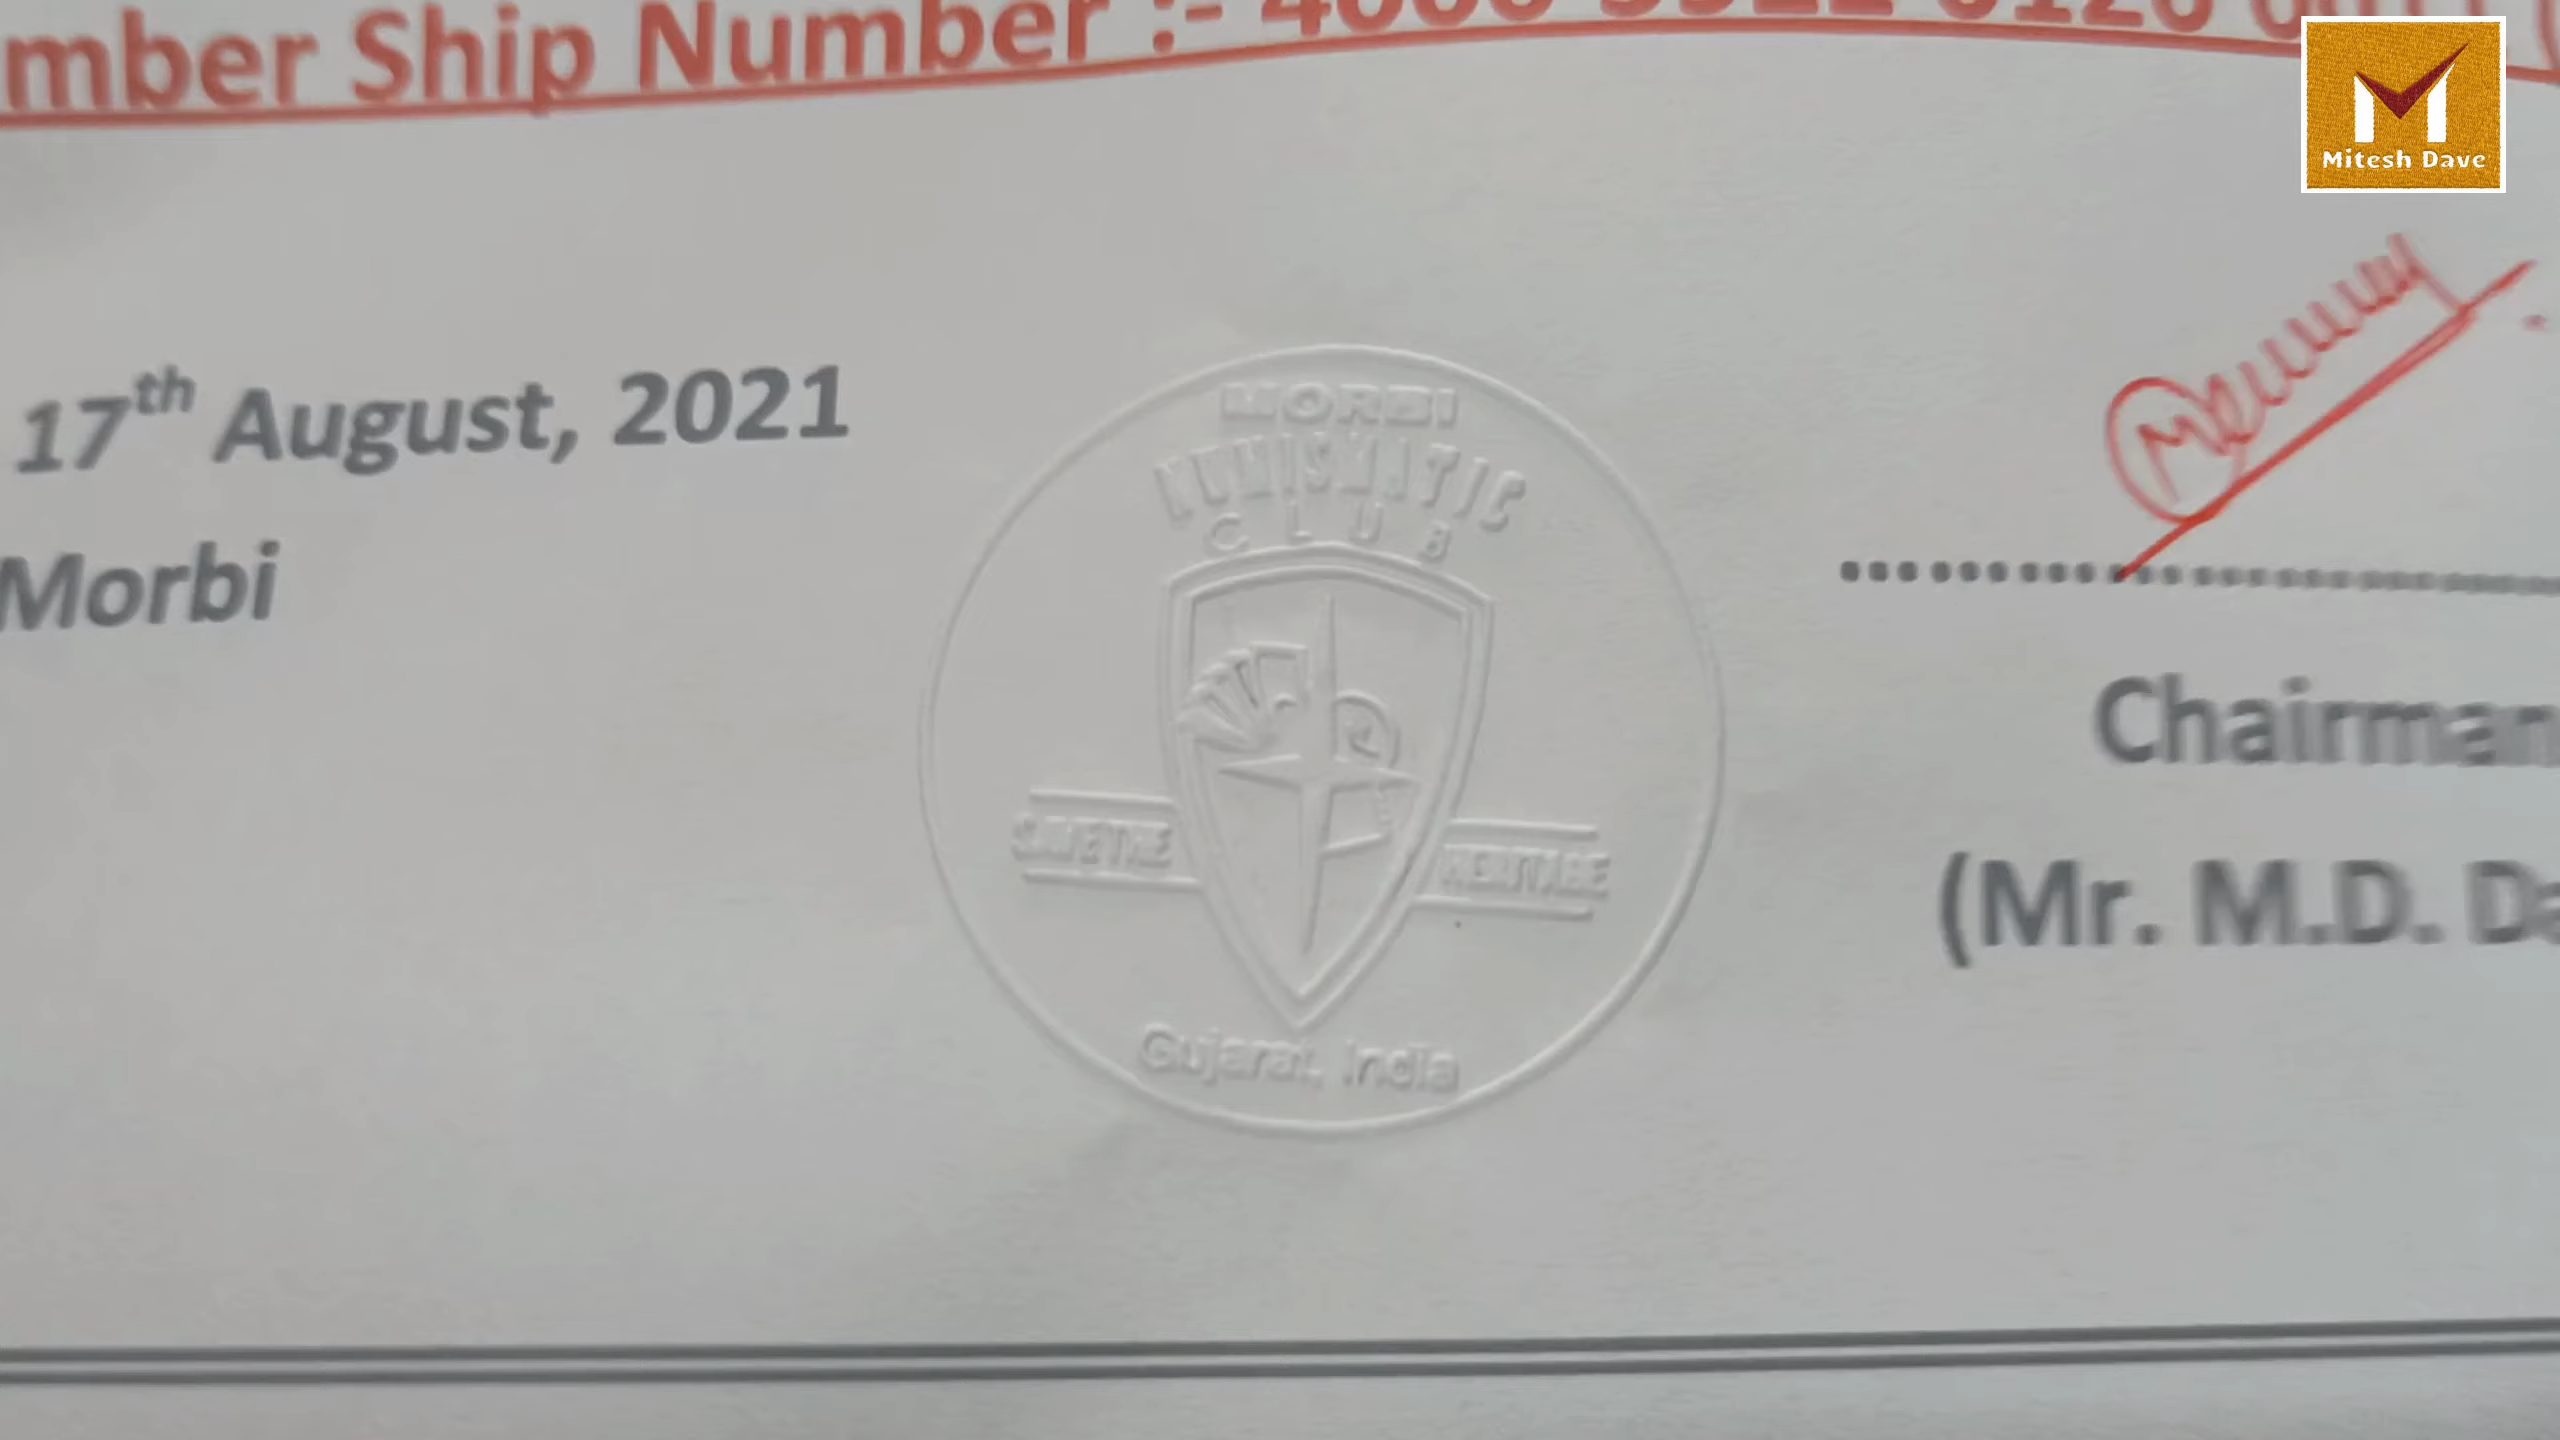 mber Ship Number :-
Mitesh Dave
17th August, 2021
Morbi
MORBI
NUMISMATIC
CLUB
SAVE THE HERITAGE
Gujarat, India
Chairman
(Mr. M.D. Da